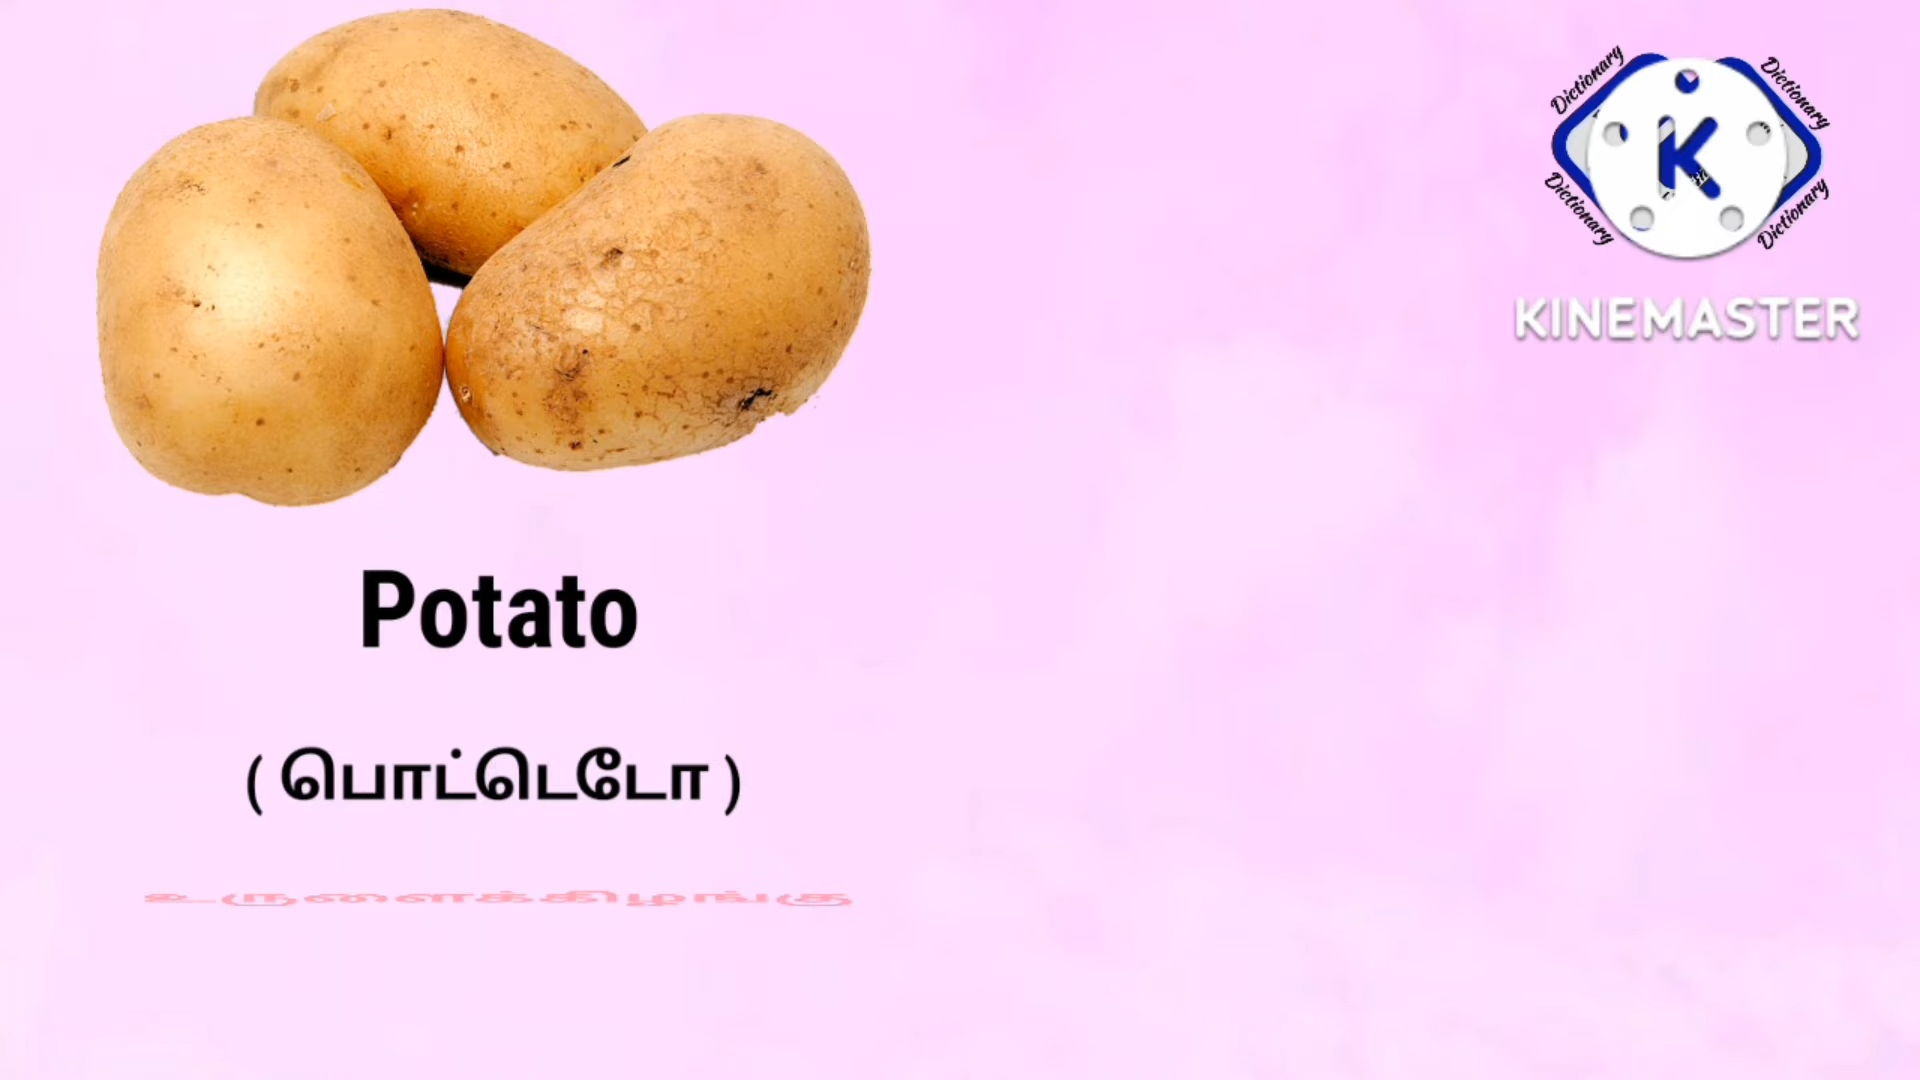 Potato
( பொட்டெடோ )
உருளைக்கிழங்கு
Dictionary
Dictionary
Dictionary
Dictionary
K
KINEMASTER